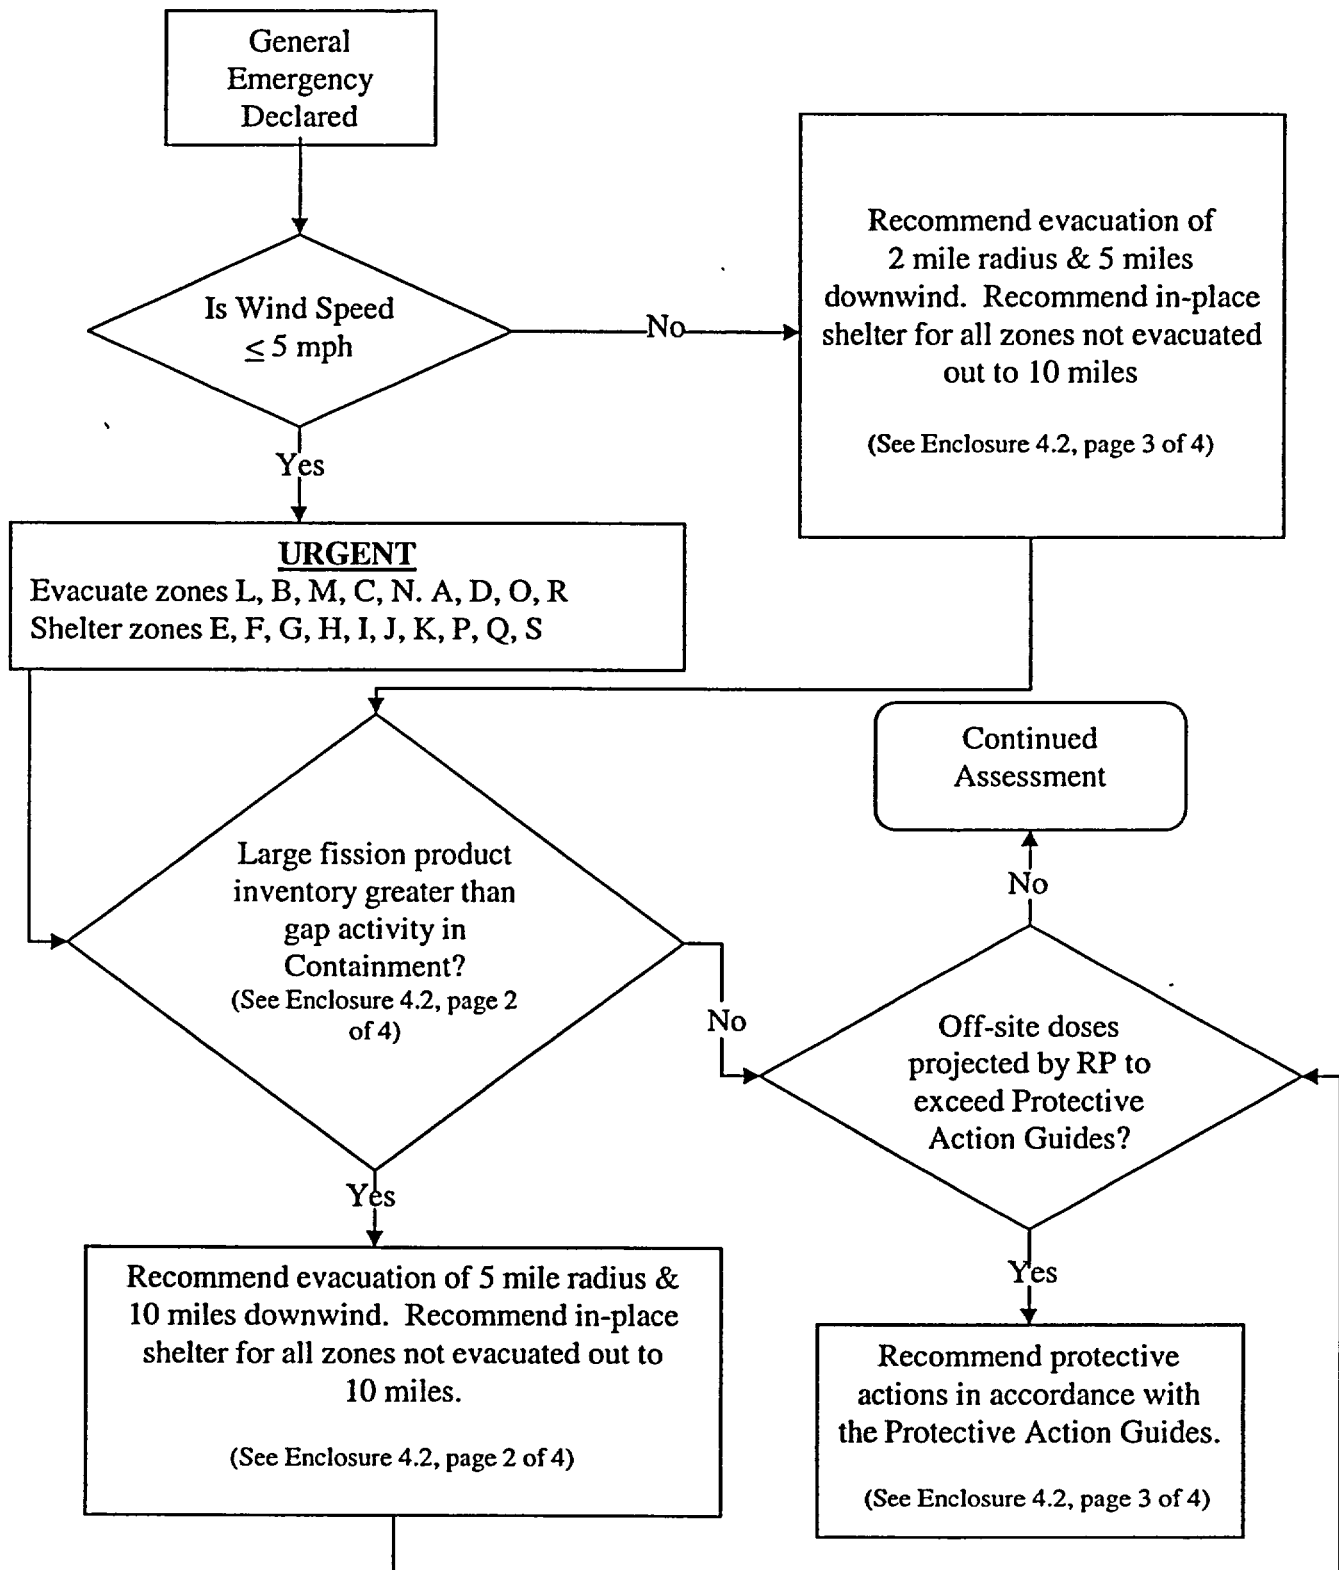 General
Emergency
Declared
Is Wind Speed
≤ 5 mph
No
Recommend evacuation of
2 mile radius & 5 miles
downwind. Recommend in-place
shelter for all zones not evacuated
out to 10 miles
(See Enclosure 4.2, page 3 of 4)
Yes
URGENT
Evacuate zones L, B, M, C, N. A, D, O, R
Shelter zones E, F, G, H, I, J, K, P, Q, S
Large fission product
inventory greater than
gap activity in
Containment?
(See Enclosure 4.2, page 2
of 4)
Continued
Assessment
No
No
Off-site doses
projected by RP to
exceed Protective
Action Guides?
Yes
Recommend evacuation of 5 mile radius &
10 miles downwind. Recommend in-place
shelter for all zones not evacuated out to
10 miles.
(See Enclosure 4.2, page 2 of 4)
Yes
Recommend protective
actions in accordance with
the Protective Action Guides.
(See Enclosure 4.2, page 3 of 4)